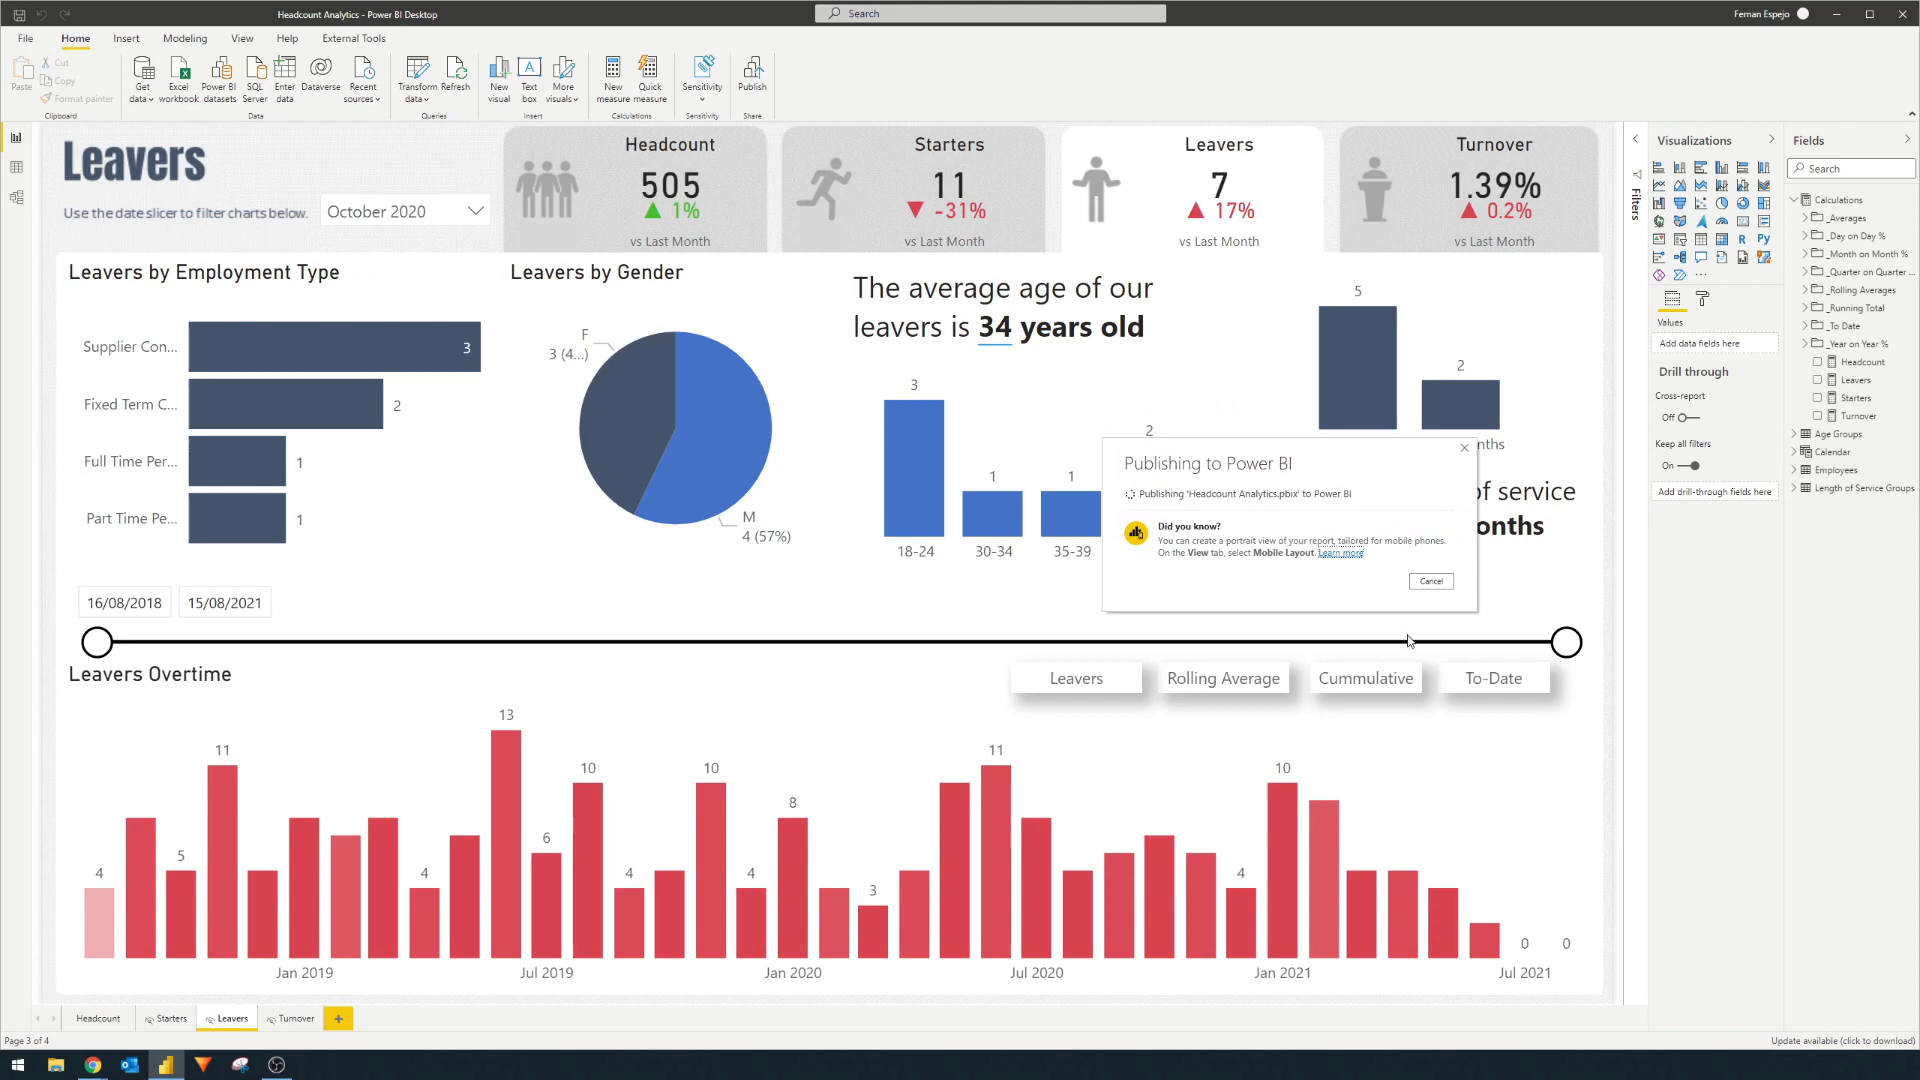 Headcount Analytics - Power BI Desktop
Search
Fernan Espejo
File
Home
Insert
Modeling
View
Help
External Tools
Paste
Cut
Copy
Format painter
Clipboard
Get data
Excel workbook
Power BI datasets
SQL Server
Enter data
Dataverse
Recent sources
Data
Transform data
Refresh
Queries
New visual
Text box
More visuals
Insert
New measure
Quick measure
Calculations
Sensitivity
Sensitivity
Publish
Share
Leavers
Use the date slicer to filter charts below.
October 2020
Headcount
505
1%
vs Last Month
Starters
11
-31%
vs Last Month
Leavers
7
17%
vs Last Month
Turnover
1.39%
0.2%
vs Last Month
Leavers by Employment Type
Supplier Con...
3
Fixed Term C...
2
Full Time Per...
1
Part Time Pe...
1
Leavers by Gender
F
3 (4...)
M
4 (57%)
The average age of our
leavers is 34 years old
3
1
1
2
18-24
30-34
35-39
5
2
nths
of service
onths
Publishing to Power BI
Publishing 'Headcount Analytics.pbix' to Power BI
Did you know?
You can create a portrait view of your report, tailored for mobile phones.
On the View tab, select Mobile Layout. Learn more
Cancel
16/08/2018
15/08/2021
Leavers Overtime
Leavers
Rolling Average
Cummulative
To-Date
4
5
11
4
13
6
10
4
10
4
8
3
11
4
10
0
0
Jan 2019
Jul 2019
Jan 2020
Jul 2020
Jan 2021
Jul 2021
Filters
Visualizations
R
Py
Values
Add data fields here
Drill through
Cross-report
Off
Keep all filters
On
Add drill-through fields here
Fields
Search
Calculations
_Averages
_Day on Day %
_Month on Month %
_Quarter on Quarter ...
_Rolling Averages
_Running Total
_To Date
_Year on Year %
Headcount
Leavers
Starters
Turnover
Age Groups
Calendar
Employees
Length of Service Groups
Headcount
Starters
Leavers
Turnover
Page 3 of 4
Update available (click to download)